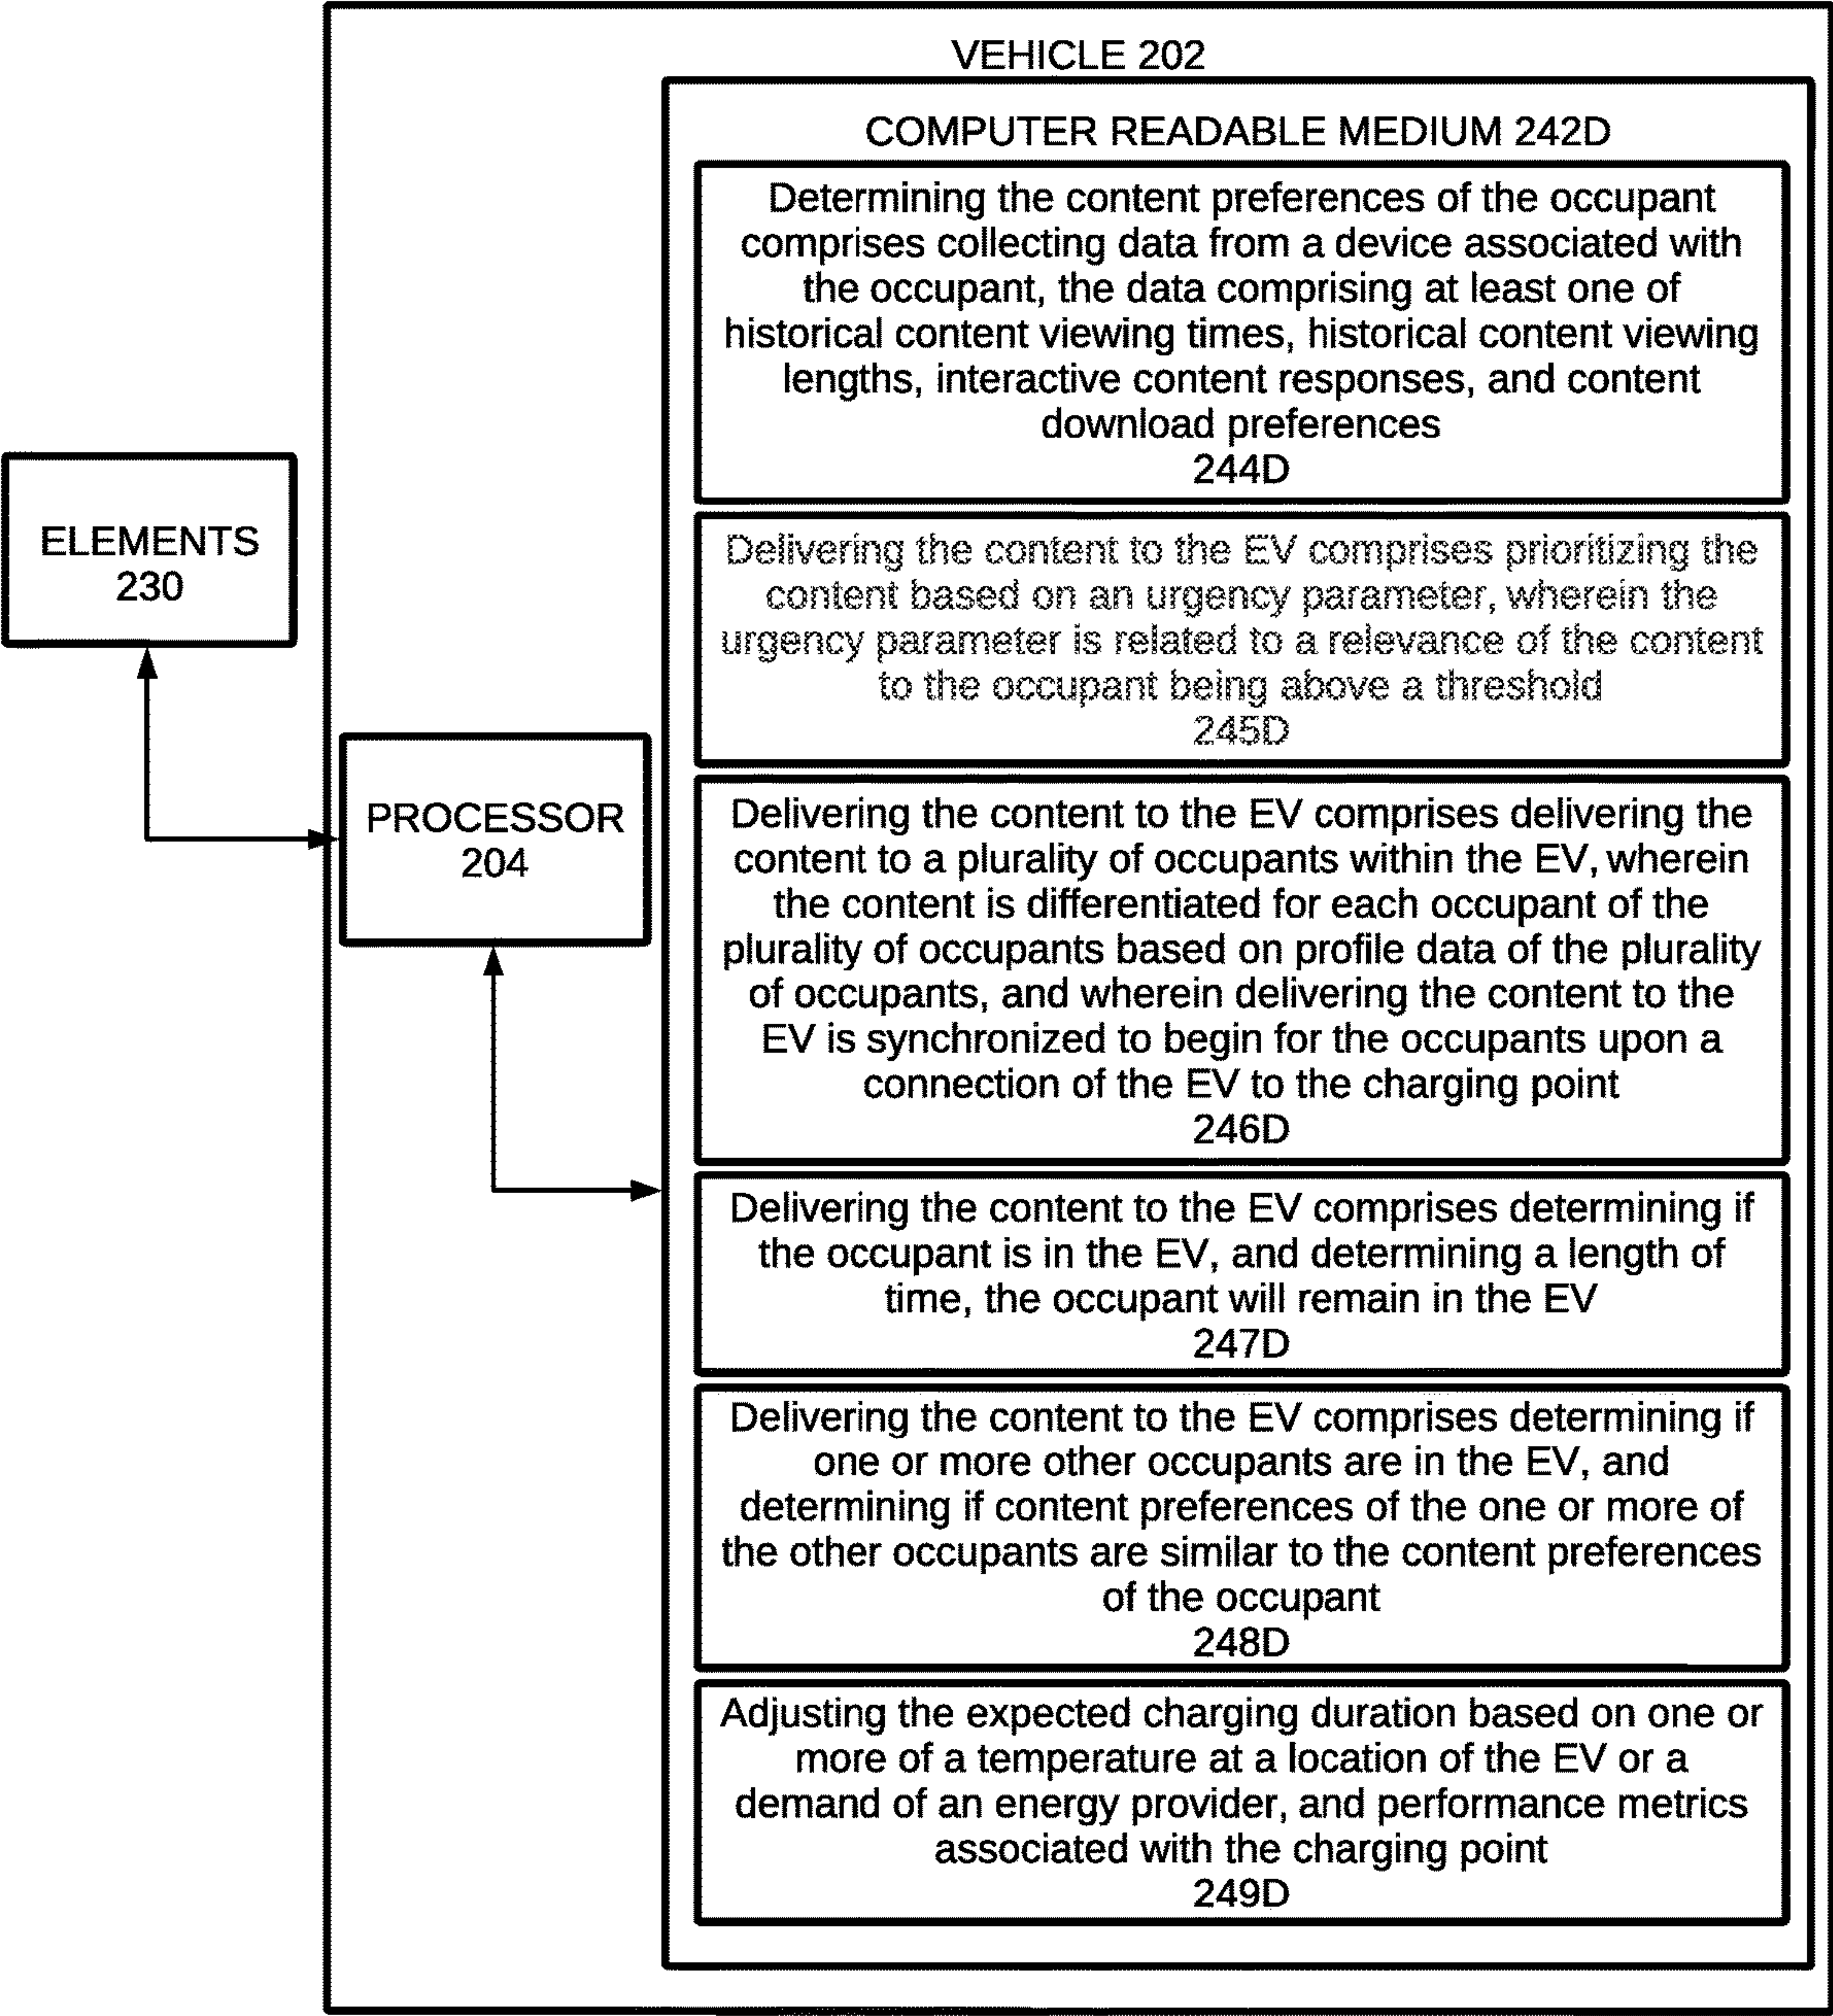 VEHICLE 202
COMPUTER READABLE MEDIUM 242D
Determining the content preferences of the occupant
comprises collecting data from a device associated with
the occupant, the data comprising at least one of
historical content viewing times, historical content viewing
lengths, interactive content responses, and content
download preferences
244D
ELEMENTS
230
Delivering the content to the EV comprises prioritizing the
content based on an urgency parameter, wherein the
urgency parameter is related to a relevance of the content
to the occupant being above a threshold
245D
PROCESSOR
204
Delivering the content to the EV comprises delivering the
content to a plurality of occupants within the EV, wherein
the content is differentiated for each occupant of the
plurality of occupants based on profile data of the plurality
of occupants, and wherein delivering the content to the
EV is synchronized to begin for the occupants upon a
connection of the EV to the charging point
246D
Delivering the content to the EV comprises determining if
the occupant is in the EV, and determining a length of
time, the occupant will remain in the EV
247D
Delivering the content to the EV comprises determining if
one or more other occupants are in the EV, and
determining if content preferences of the one or more of
the other occupants are similar to the content preferences
of the occupant
248D
Adjusting the expected charging duration based on one or
more of a temperature at a location of the EV or a
demand of an energy provider, and performance metrics
associated with the charging point
249D